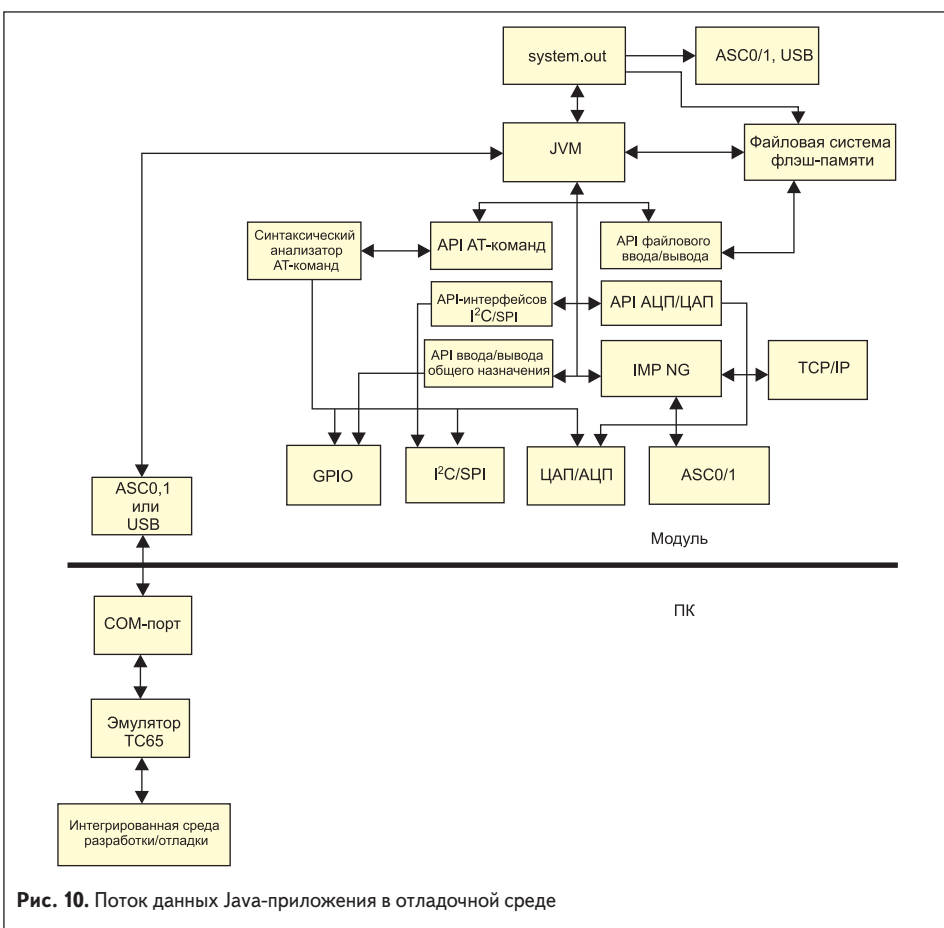 system.out
ASC0/1, USB
JVM
Файловая система
флэш-памяти
Синтаксический
анализатор
АТ-команд
API АТ-команд
API файлового
ввода/вывода
API-интерфейсов
I²C/SPI
API АЦП/ЦАП
API ввода/вывода
общего назначения
IMP NG
TCP/IP
GPIO
I²C/SPI
ЦАП/АЦП
ASC0/1
ASC0,1
или
USB
Модуль
ПК
COM-порт
Эмулятор
TC65
Интегрированная среда
разработки/отладки
Рис. 10. Поток данных Java-приложения в отладочной среде